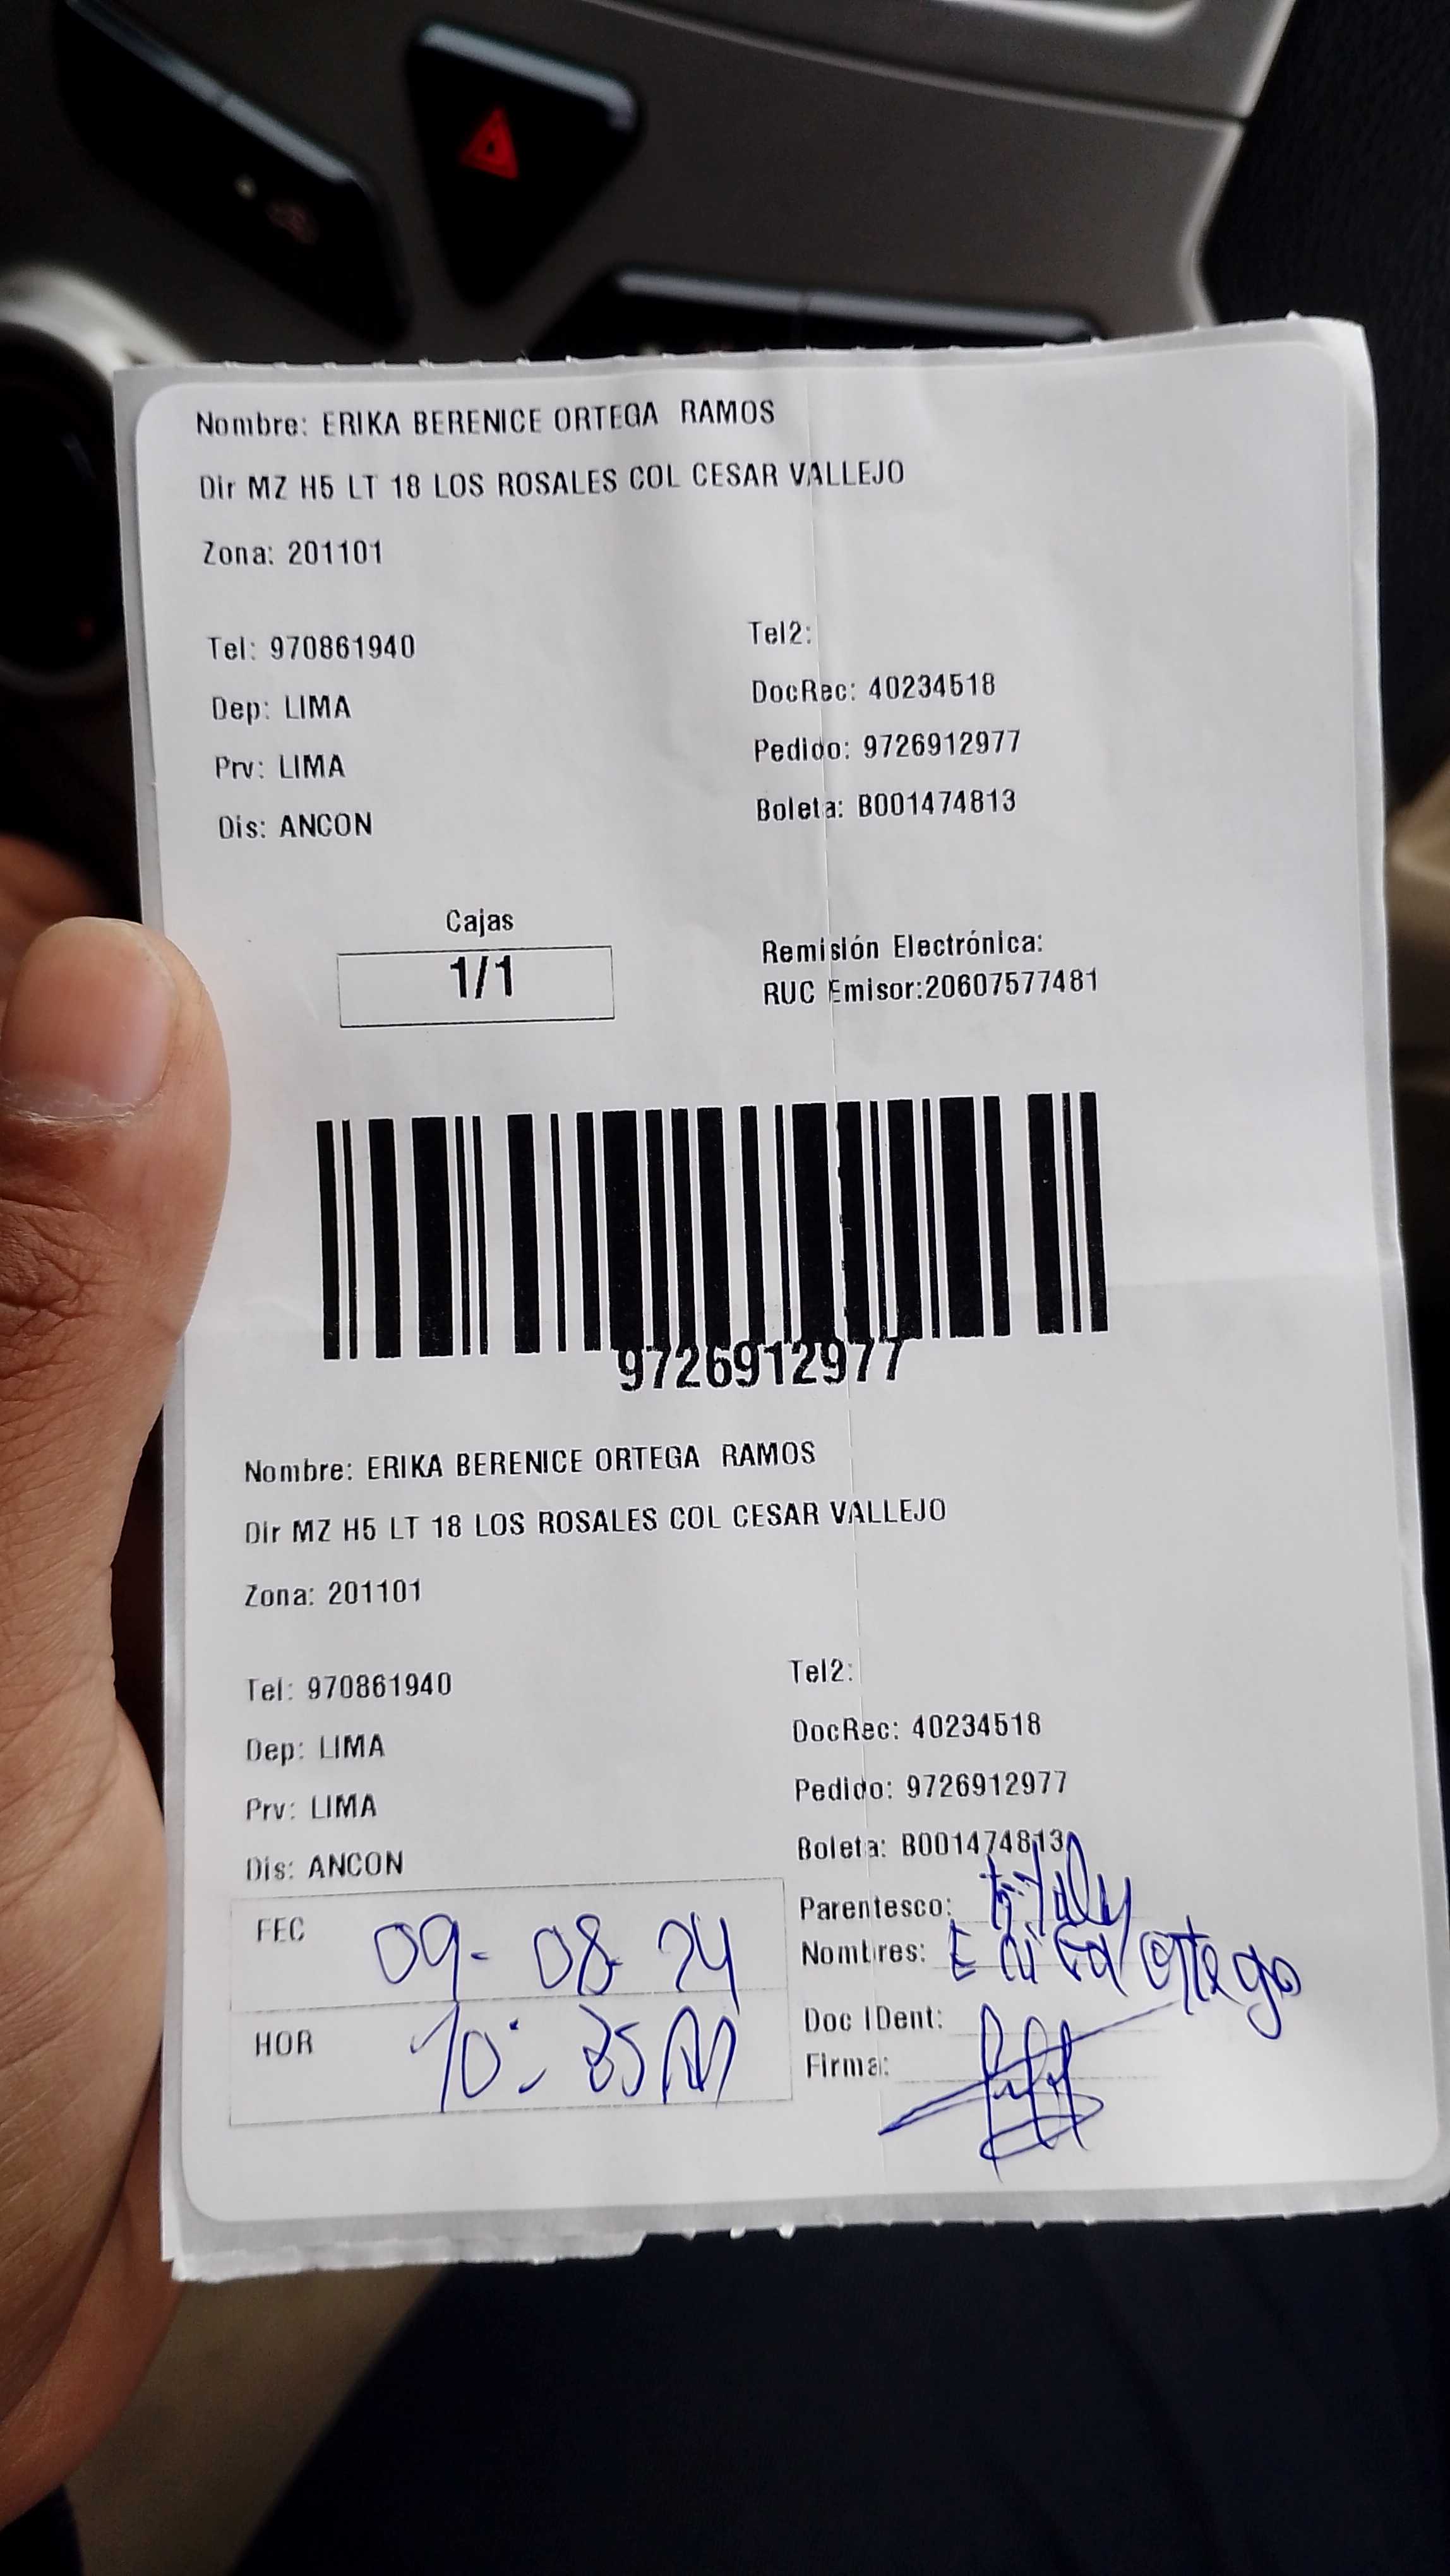 Nombre: ERIKA BERENICE ORTEGA RAMOS
Dir MZ H5 LT 18 LOS ROSALES COL CESAR VALLEJO
Zona: 201101
Tel: 970861940
Tel2:
Dep: LIMA
DocRec: 40234518
Prv: LIMA
Pedido: 9726912977
Dis: ANCON
Boleta: B001474813
Cajas
1/1
Remisión Electrónica:
RUC Emisor:20607577481
9726912977
Nombre: ERIKA BERENICE ORTEGA RAMOS
Dir MZ H5 LT 18 LOS ROSALES COL CESAR VALLEJO
Zona: 201101
Tel: 970861940
Tel2:
Dep: LIMA
DocRec: 40234518
Prv: LIMA
Pedido: 9726912977
Dis: ANCON
Boleta: B001474813
FEC 09-08-24
Parentesco:
Nombres: Erica Ortega
HOR 10:
Doc IDent:
Firma: